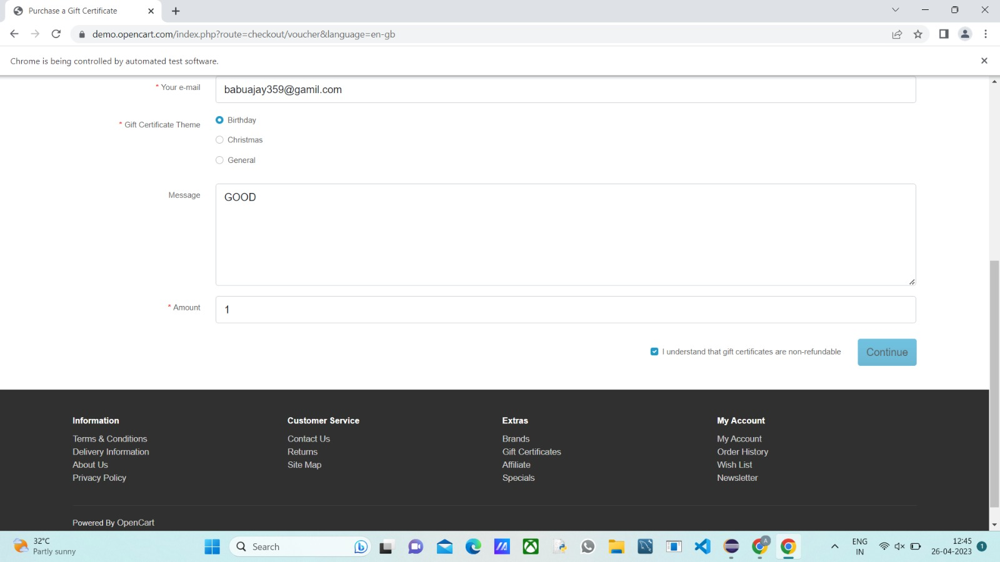 Purchase a Gift Certificate
demo.opencart.com/index.php?route=checkout/voucher&language=en-gb
Chrome is being controlled by automated test software.
* Your e-mail
babuajay359@gamil.com
* Gift Certificate Theme
Birthday
Christmas
General
Message
GOOD
* Amount
1
I understand that gift certificates are non-refundable
Continue
Information
Terms & Conditions
Delivery Information
About Us
Privacy Policy
Customer Service
Contact Us
Returns
Site Map
Extras
Brands
Gift Certificates
Affiliate
Specials
My Account
My Account
Order History
Wish List
Newsletter
Powered By OpenCart
32°C
Partly sunny
Search
A
ENG
IN
12:45
26-04-2023
1